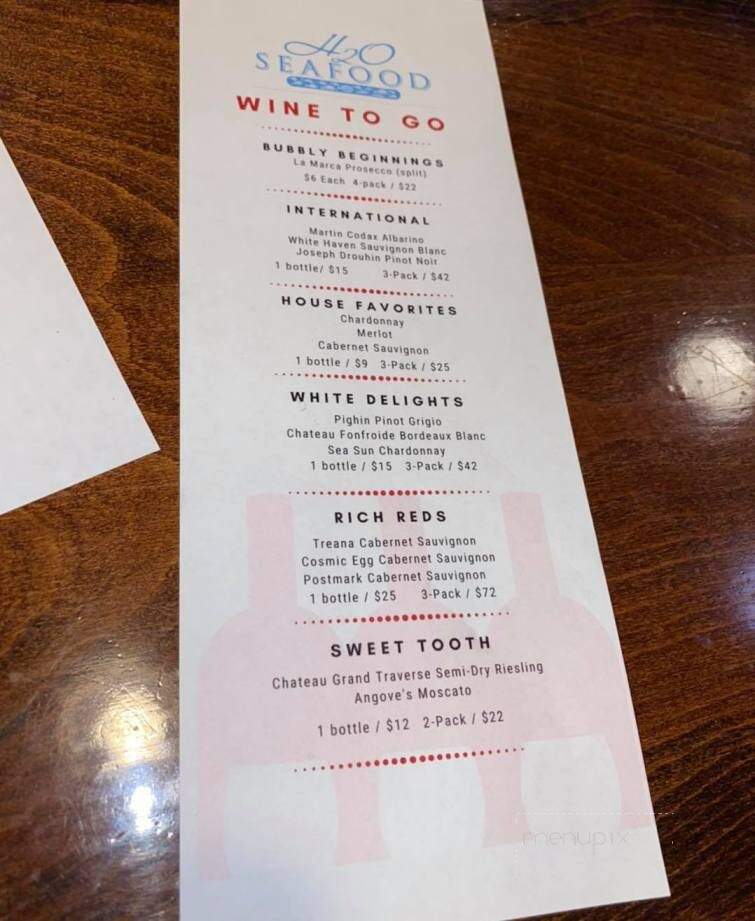 H2O
SEAFOOD
WINE TO GO
BUBBLY BEGINNINGS
La Marca Prosecco (split)
$6 Each 4-pack / $22
INTERNATIONAL
Martin Codax Albarino
White Haven Sauvignon Blanc
Joseph Drouhin Pinot Noir
1 bottle/ $15 3-Pack / $42
HOUSE FAVORITES
Chardonnay
Merlot
Cabernet Sauvignon
1 bottle / $9 3-Pack / $25
WHITE DELIGHTS
Pighin Pinot Grigio
Chateau Fonfroide Bordeaux Blanc
Sea Sun Chardonnay
1 bottle / $15 3-Pack / $42
RICH REDS
Treana Cabernet Sauvignon
Cosmic Egg Cabernet Sauvignon
Postmark Cabernet Sauvignon
1 bottle / $25 3-Pack / $72
SWEET TOOTH
Chateau Grand Traverse Semi-Dry Riesling
Angove's Moscato
1 bottle / $12 2-Pack / $22
menupix